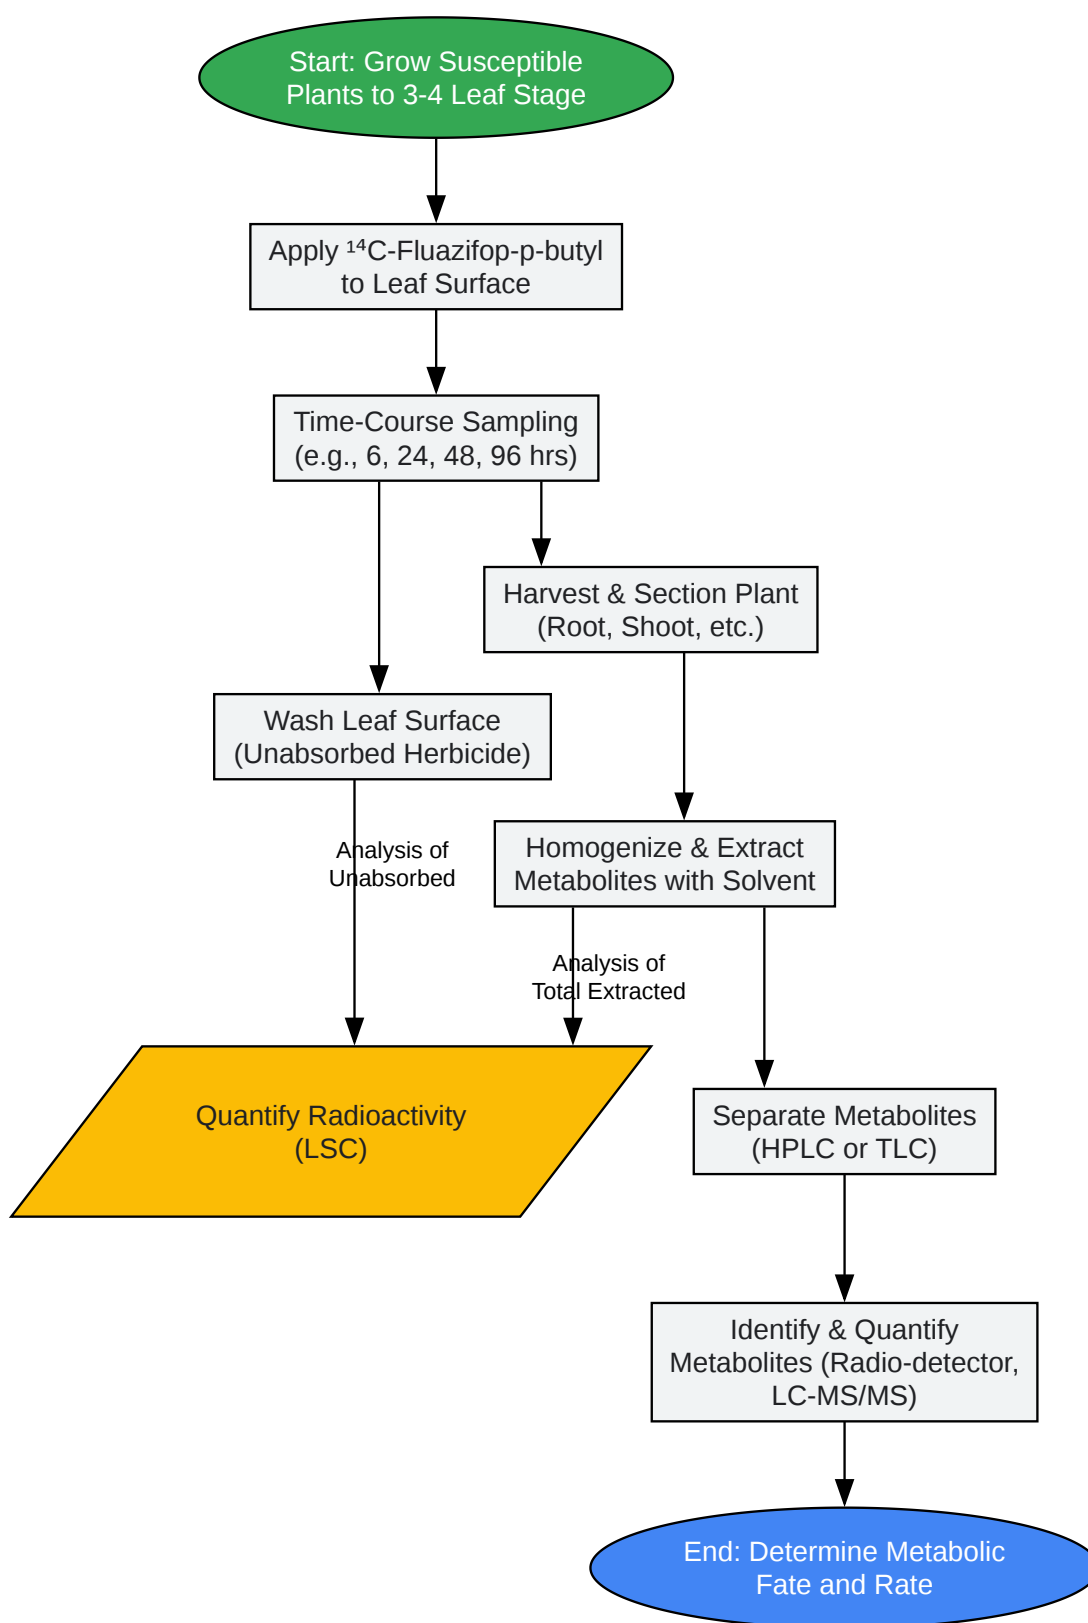 Start: Grow Susceptible
Plants to 3-4 Leaf Stage
Apply ¹⁴C-Fluazifop-p-butyl
to Leaf Surface
Time-Course Sampling
(e.g., 6, 24, 48, 96 hrs)
Harvest & Section Plant
(Root, Shoot, etc.)
Wash Leaf Surface
(Unabsorbed Herbicide)
Analysis of
Unabsorbed
Homogenize & Extract
Metabolites with Solvent
Analysis of
Total Extracted
Quantify Radioactivity
(LSC)
Separate Metabolites
(HPLC or TLC)
Identify & Quantify
Metabolites (Radio-detector,
LC-MS/MS)
End: Determine Metabolic
Fate and Rate